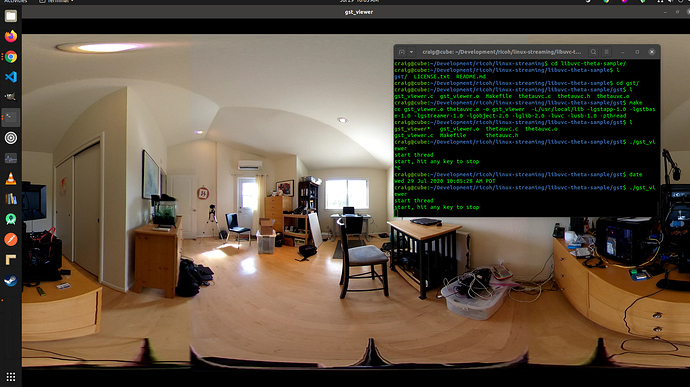 Activities
Terminal
Jul 29 10:05 AM
gst_viewer
craig@cube: ~/Development/ricoh/linux-streaming/libuvc-t...
craig@cube:~/Development/ricoh/linux-streaming$ cd libuvc-theta-sample/
craig@cube:~/Development/ricoh/linux-streaming/libuvc-theta-sample$ l
gst/ LICENSE.txt README.md
craig@cube:~/Development/ricoh/linux-streaming/libuvc-theta-sample$ cd gst/
craig@cube:~/Development/ricoh/linux-streaming/libuvc-theta-sample/gst$ l
gst_viewer.c gst_viewer.o Makefile thetauvc.c thetauvc.h thetauvc.o
craig@cube:~/Development/ricoh/linux-streaming/libuvc-theta-sample/gst$ make
cc gst_viewer.o thetauvc.o -o gst_viewer -L/usr/local/lib -lgstapp-1.0 -lgstbas
e-1.0 -lgstreamer-1.0 -lgobject-2.0 -lglib-2.0 -luvc -lusb-1.0 -pthread
craig@cube:~/Development/ricoh/linux-streaming/libuvc-theta-sample/gst$ l
gst_viewer* gst_viewer.o thetauvc.c thetauvc.o
gst_viewer.c Makefile thetauvc.h
craig@cube:~/Development/ricoh/linux-streaming/libuvc-theta-sample/gst$ ./gst_vi
ewer
start thread
start, hit any key to stop
^C
craig@cube:~/Development/ricoh/linux-streaming/libuvc-theta-sample/gst$ date
Wed 29 Jul 2020 10:05:28 AM PDT
craig@cube:~/Development/ricoh/linux-streaming/libuvc-theta-sample/gst$ ./gst_vi
ewer
start thread
start, hit any key to stop